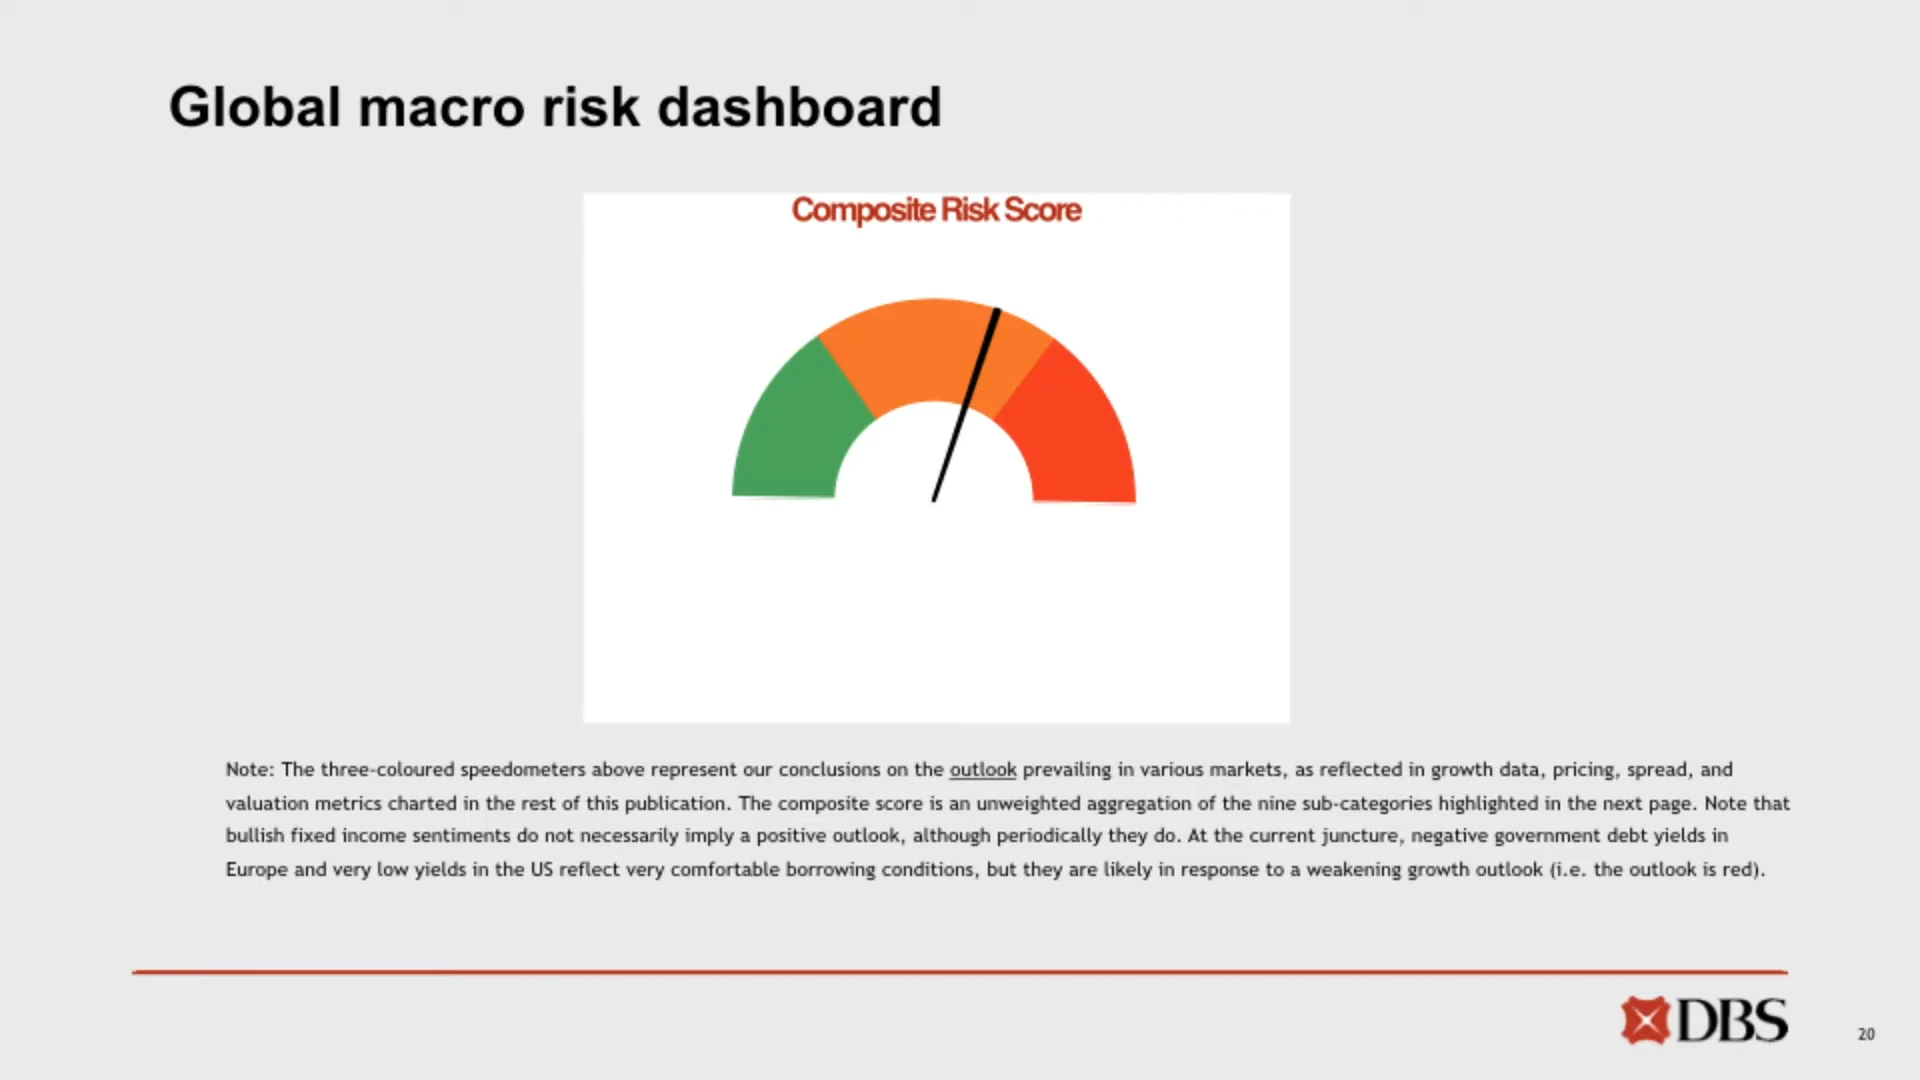 Global macro risk dashboard
Composite Risk Score
Note: The three-coloured speedometers above represent our conclusions on the outlook prevailing in various markets, as reflected in growth data, pricing, spread, and
valuation metrics charted in the rest of this publication. The composite score is an unweighted aggregation of the nine sub-categories highlighted in the next page. Note that
bullish fixed income sentiments do not necessarily imply a positive outlook, although periodically they do. At the current juncture, negative government debt yields in
Europe and very low yields in the US reflect very comfortable borrowing conditions, but they are likely in response to a weakening growth outlook (i.e. the outlook is red).
DBS
20